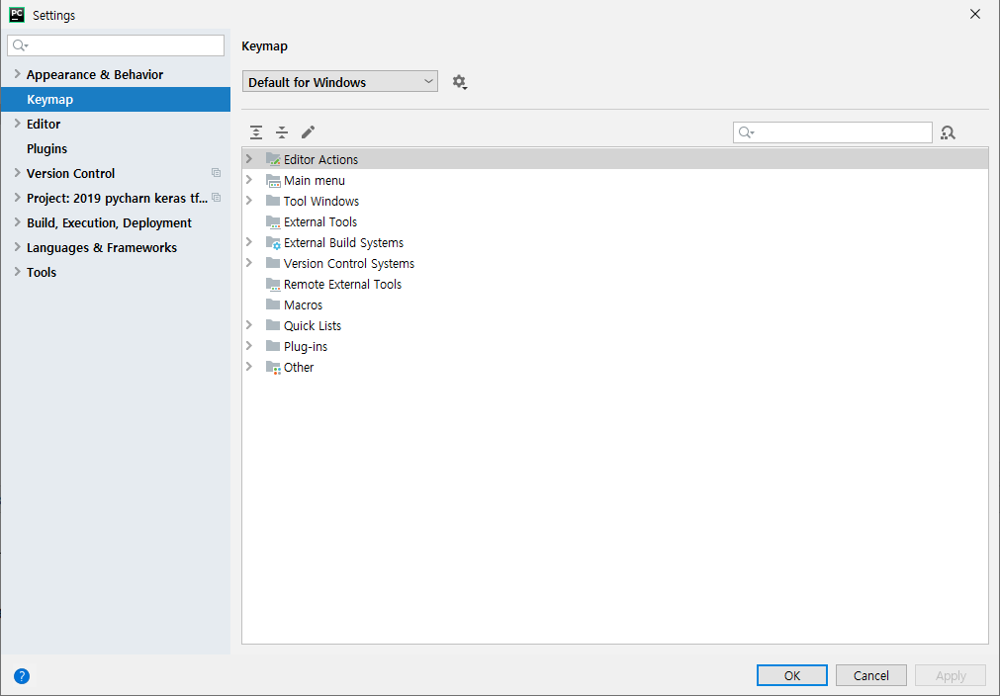 PC Settings
Appearance & Behavior
Keymap
Editor
Plugins
Version Control
Project: 2019 pycharn keras tf...
Build, Execution, Deployment
Languages & Frameworks
Tools
Keymap
Default for Windows
Editor Actions
Main menu
Tool Windows
External Tools
External Build Systems
Version Control Systems
Remote External Tools
Macros
Quick Lists
Plug-ins
Other
?
OK Cancel Apply